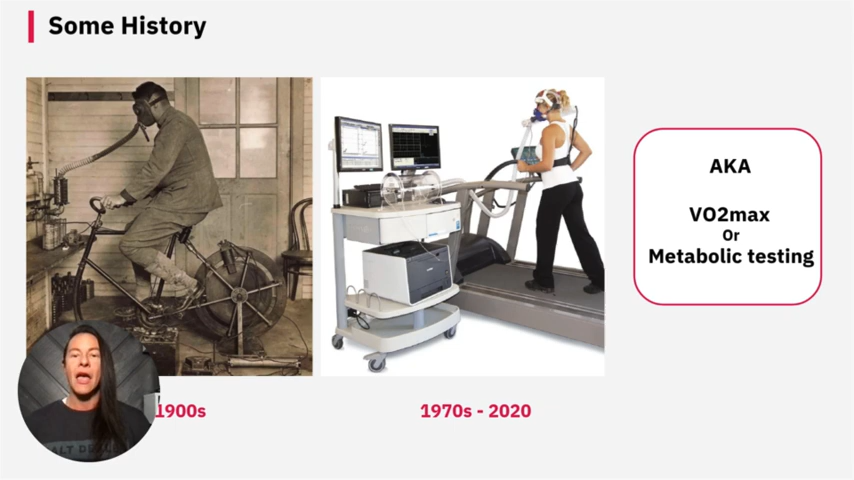 Some History
AKA
VO2max
Or
Metabolic testing
1900s
1970s - 2020